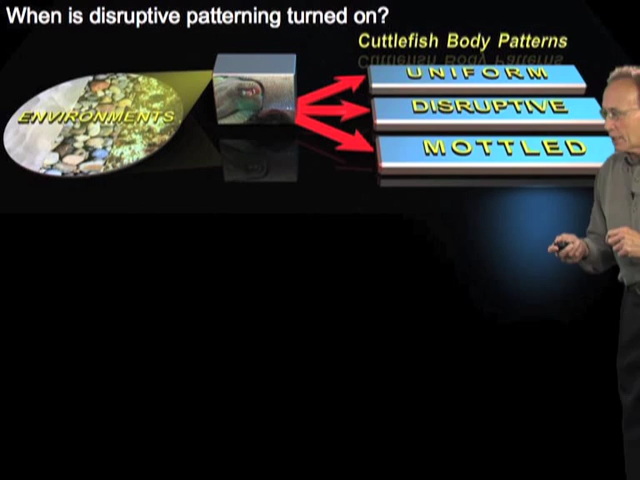 When is disruptive patterning turned on?
Cuttlefish Body Patterns
UNIFORM
ENVIRONMENTS
DISRUPTIVE
MOTTLED